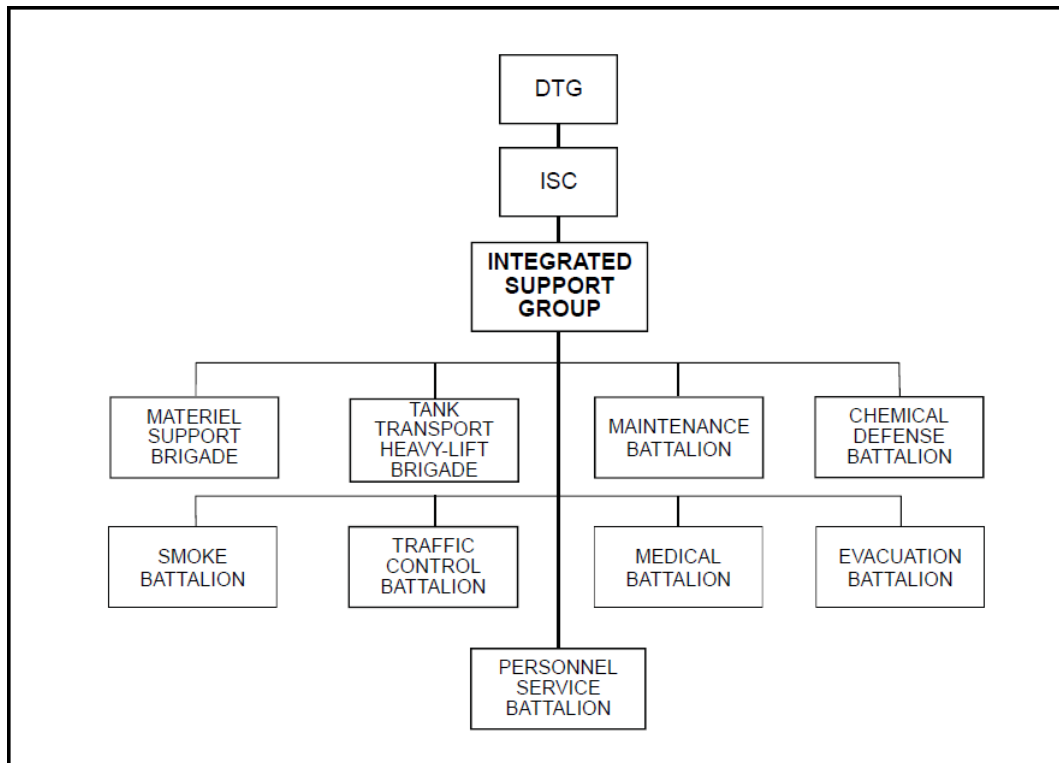 DTG
ISC
INTEGRATED
SUPPORT
GROUP
MATERIEL
SUPPORT
BRIGADE
TANK
TRANSPORT
HEAVY-LIFT
BRIGADE
MAINTENANCE
BATTALION
CHEMICAL
DEFENSE
BATTALION
SMOKE
BATTALION
TRAFFIC
CONTROL
BATTALION
MEDICAL
BATTALION
EVACUATION
BATTALION
PERSONNEL
SERVICE
BATTALION